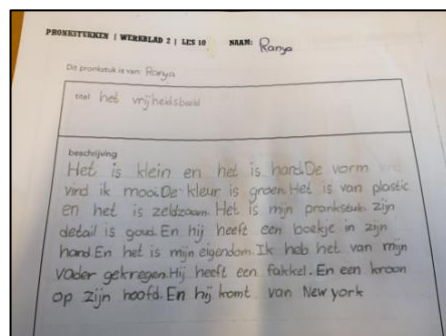 PRONKSTUKKEN | WERKBLAD 2 | LES 10 NAAM: Ranya
Dit pronkstuk is van: Ranya
titel het vrijheidsbeeld
beschrijving
Het is klein en het is hard. De vorm
vind ik mooi. De kleur is groen. Het is van plastic
en het is zeldzaam. Het is mijn pronkstuk. zijn
detail is goud. En hij heeft een boekje in zijn
hand. En het is mijn eigendom. Ik heb het van mijn
vader gekregen. Hij heeft een fakkel. En een kroon
op zijn hoofd. En hij komt van New york